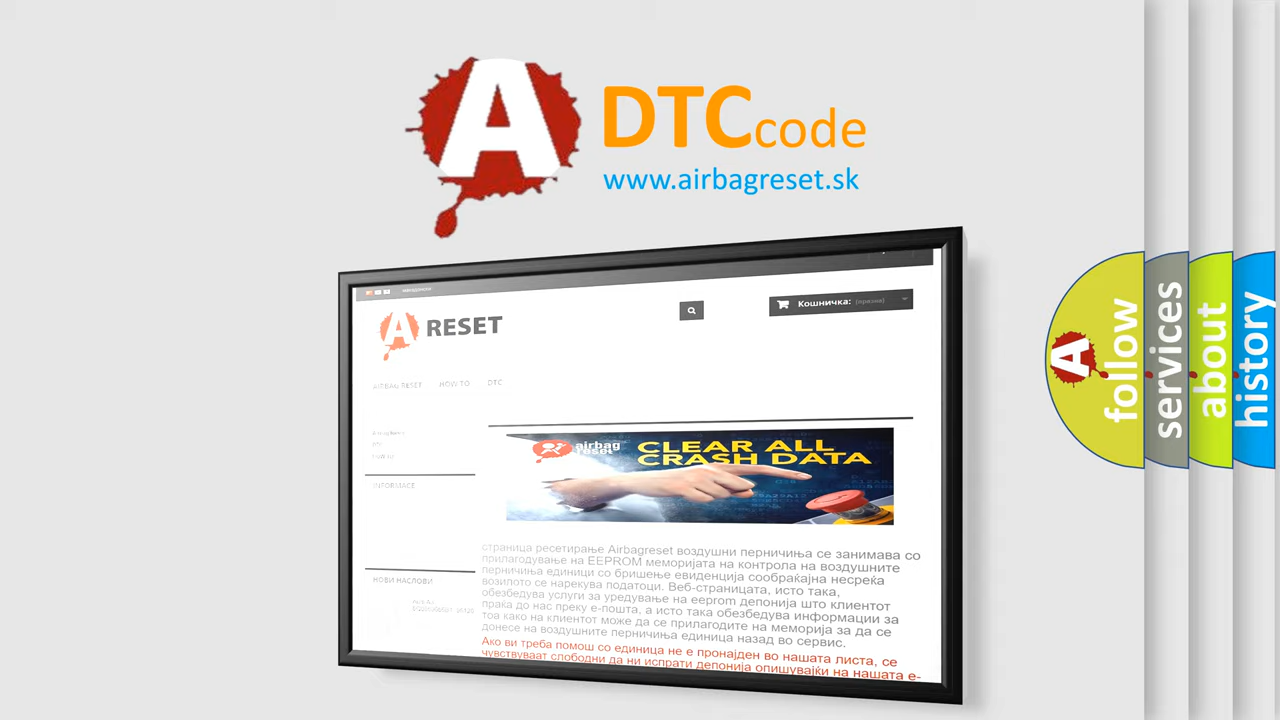 A DTCcode
www.airbagreset.sk
A RESET
Кошничка: (празна)
AIRBAG RESET HOW TO DTC
INFORMACE
airbag
reset
CLEAR ALL
CRASH DATA
страница ресетирање Airbagreset воздушни перничиња се занимава со
прилагодување на EEPROM меморијата на контрола на воздушните
перничиња единици со бришење евиденција сообраќајна несреќа
возилото се нарекува податоци. Веб-страницата, исто така,
обезбедува услуги за уредување на eeprom депонија што клиентот
праќа до нас преку е-пошта, а исто така обезбедува информации за
тоа како на клиентот може да се прилагодите на меморија за да се
донесе на воздушните перничиња единица назад во сервис.
Ако ви треба помош со единица не е пронајден во нашата листа, се
чувствуваат слободни да ни испрати депонија опишувајќи на нашата е-
НОВИ НАСЛОВИ
A follow
services
about
history